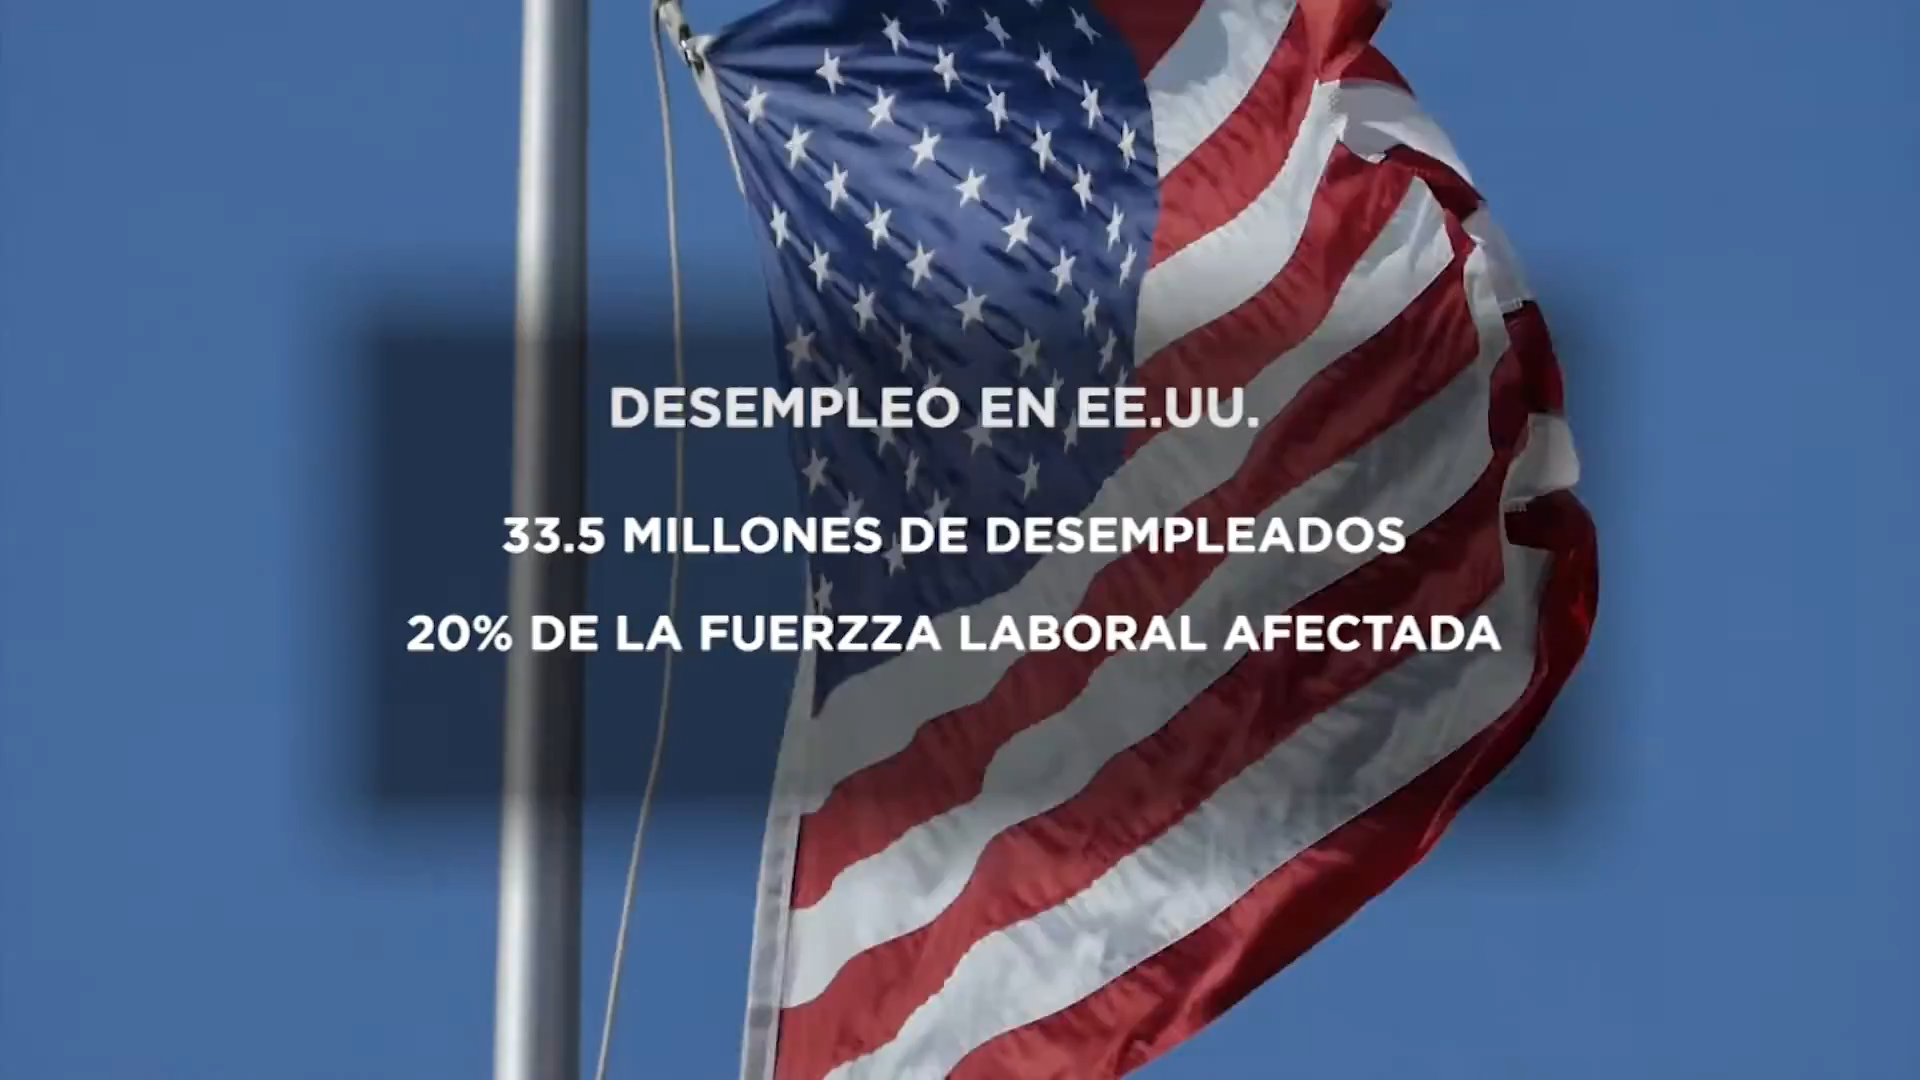 DESEMPLEO EN EE.UU.
33.5 MILLONES DE DESEMPLEADOS
20% DE LA FUERZZA LABORAL AFECTADA